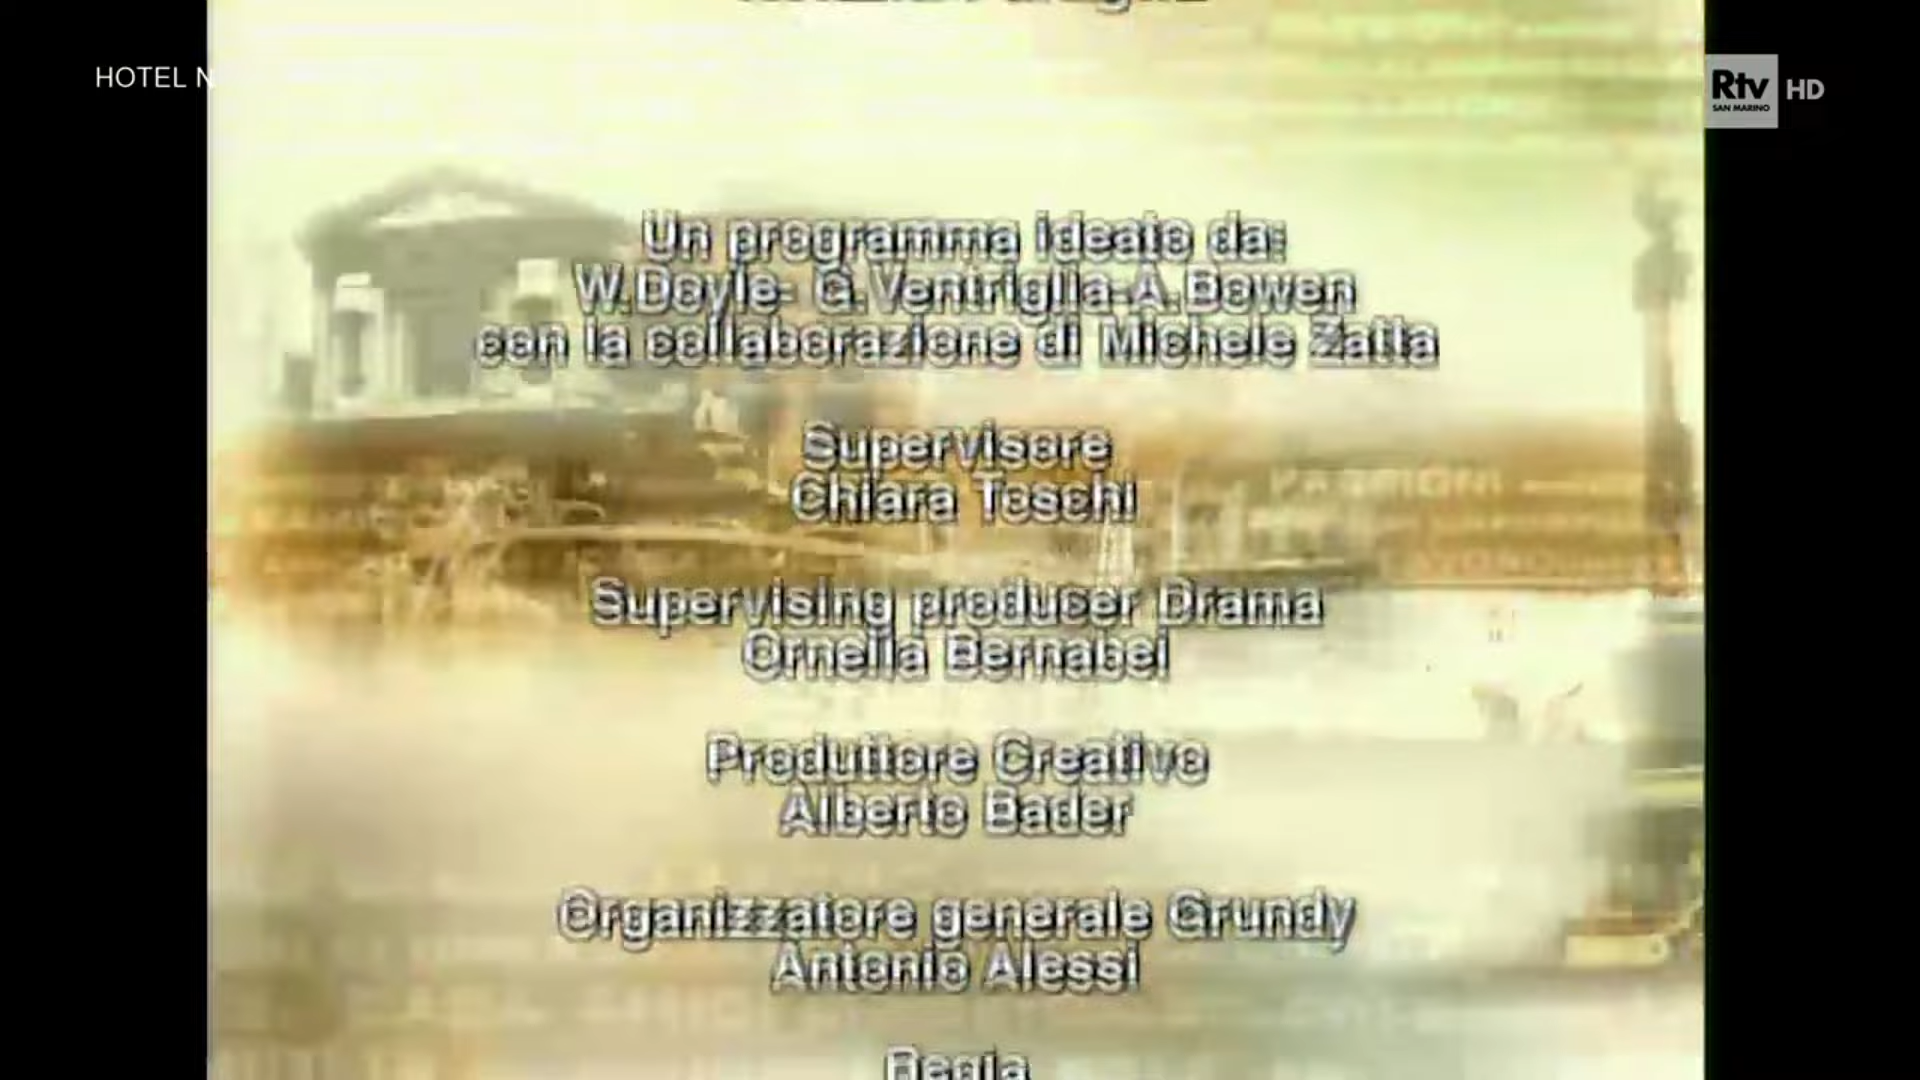 HOTEL N
Rtv HD
SAN MARINO
Un programma ideato da:
W.Doyle- G.Ventriglia-A.Bowen
con la collaborazione di Michele Zatta
Supervisore
Chiara Toschi
Supervising producer Drama
Ornella Bernabei
Produttore Creativo
Alberto Bader
Organizzatore generale Grundy
Antonio Alessi
Regia